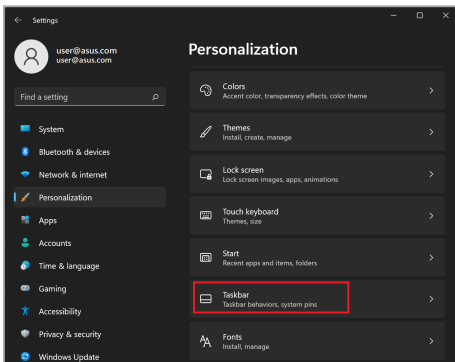 Settings
user@asus.com
user@asus.com
Find a setting
System
Bluetooth & devices
Network & internet
Personalization
Apps
Accounts
Time & language
Gaming
Accessibility
Privacy & security
Windows Update
Personalization
Colors
Accent color, transparency effects, color theme
Themes
Install, create, manage
Lock screen
Lock screen images, apps, animations
Touch keyboard
Themes, size
Start
Recent apps and items, folders
Taskbar
Taskbar behaviors, system pins
Fonts
Install, manage